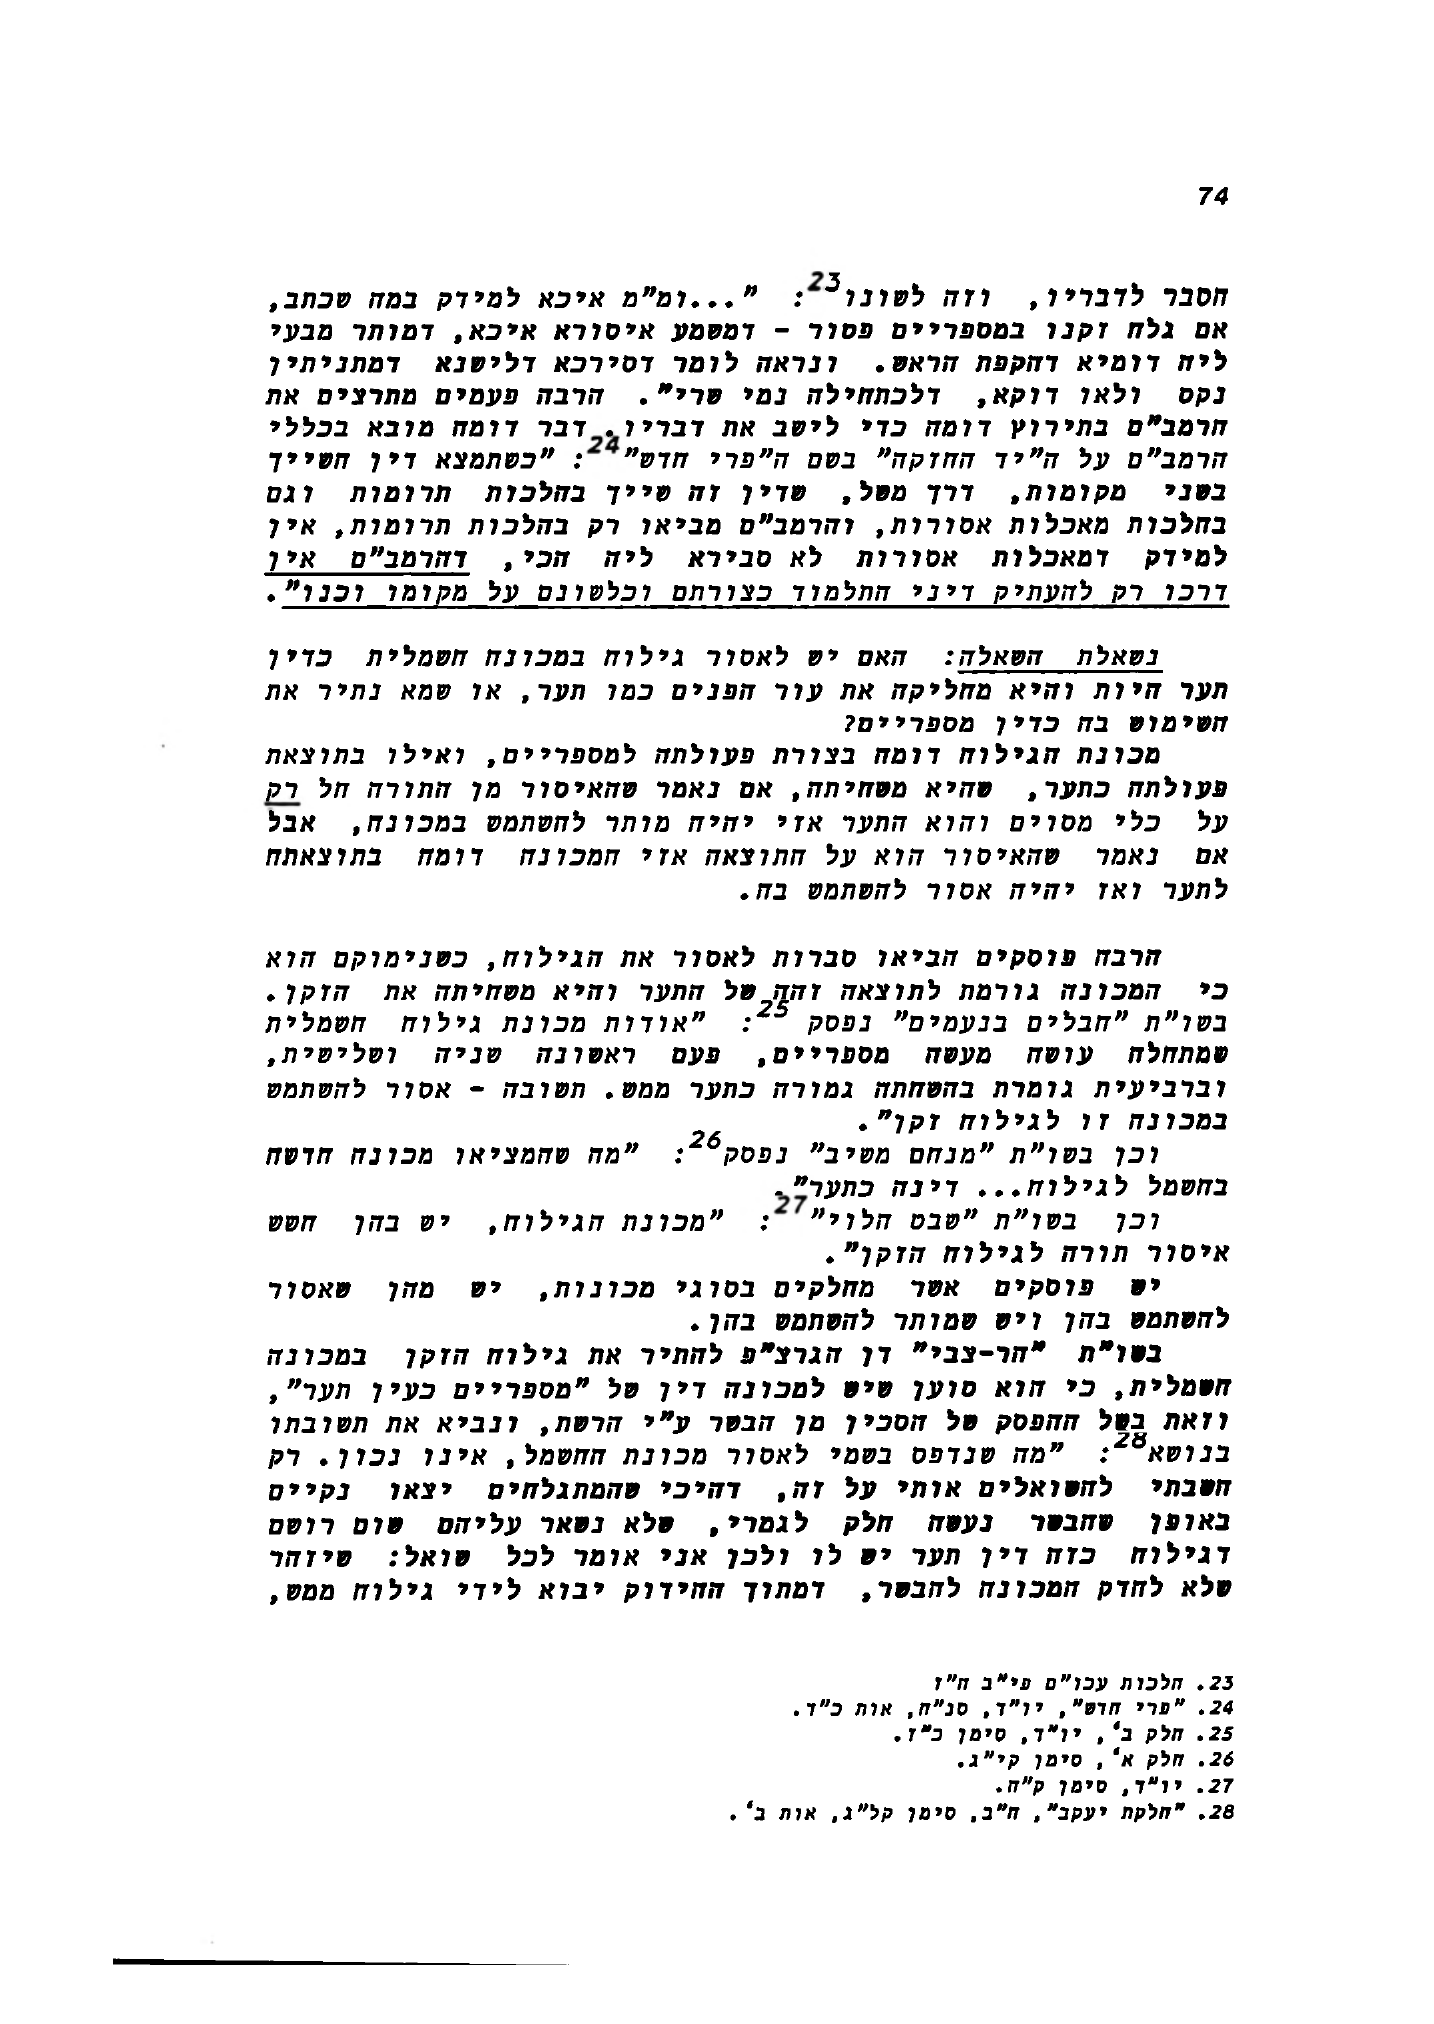 74
הסבר לדבריו, וזה לשונו23: "...ומ"מ איכא למידק במה שכתב,
אם גלח זקנו במספריים פטור - דמשמע איסורא איכא, דמותר מבעי
ליה דומיא דהקפת הראש. ונראה לומר דסירכא דלישנא דמתניתין
נקט ולאו דוקא, דלכתחילה נמי שרי". הרבה פעמים מתרצים את
הרמב"ם בתירוץ דומה כדי לישב את דבריו. דבר דומה מובא בכללי
הרמב"ם על ה"יד החזקה" בשם ה"פרי חדש"24: "כשתמצא דין השייך
בשני מקומות, דרך משל, שדין זה שייך בהלכות תרומות וגם
בהלכות מאכלות אסורות, והרמב"ם מביאו רק בהלכות תרומות, אין
למידק דמאכלות אסורות לא סבירא ליה הכי, דהרמב"ם אין
דרכו רק להעתיק דיני התלמוד כצורתם וכלשונם על מקומו וכנו".
נשאלת השאלה: האם יש לאסור גילוח במכונה חשמלית כדין
תער היות והיא מחליקה את עור הפנים כמו תער, או שמא נתיר את
השימוש בה כדין מספריים?
מכונת הגילוח דומה בצורת פעולתה למספריים, ואילו בתוצאת
פעולתה כתער, שהיא משחיתה, אם נאמר שהאיסור מן התורה חל רק
על כלי מסוים והוא התער אזי יהיה מותר להשתמש במכונה, אבל
אם נאמר שהאיסור הוא על התוצאה אזי המכונה דומה בתוצאתה
לתער ואז יהיה אסור להשתמש בה.
הרבה פוסקים הביאו סברות לאסור את הגילוח, כשנימוקם הוא
כי המכונה גורמת לתוצאה זהה של התער והיא משחיתה את הזקן.
בשו"ת "חבלים בנעמים" נפסק25: "אודות מכונת גילוח חשמלית
שמתחלה עושה מעשה מספריים, פעם ראשונה שניה ושלישית,
וברביעית גומרת בהשחתה גמורה כתער ממש. תשובה - אסור להשתמש
במכונה זו לגילוח זקן".
וכן בשו"ת "מנחם משיב" נפסק26: "מה שהמציאו מכונה חדשה
בחשמל לגילוח... דינה כתער".
וכן בשו"ת "שבט הלוי"27: "מכונת הגילוח, יש בהן חשש
איסור תורה לגילוח הזקן".
יש פוסקים אשר מחלקים בסוגי מכונות, יש מהן שאסור
להשתמש בהן ויש שמותר להשתמש בהן.
בשו"ת "הר-צבי" דן הגרצ"פ להתיר את גילוח הזקן במכונה
חשמלית, כי הוא טוען שיש למכונה דין של "מספריים כעין תער",
וזאת בשל ההפסק של הסכין מן הבשר ע"י הרשת, ונביא את תשובתו
בנושא28: "מה שנדפס בשמי לאסור מכונת החשמל, אינו נכון. רק
השבתי להשואלים אותי על זה, דהיכי שהמתגלחים יצאו נקיים
באופן שהבשר נעשה חלק לגמרי, שלא נשאר עליהם שום רושם
דגילוח כזה דין תער יש לו ולכן אני אומר לכל שואל: שיזהר
שלא להדק המכונה להבשר, דמתוך ההידוק יבוא לידי גילוח ממש,
23. הלכות עכו"ם פי"ב ה"ז
24. "פרי חדש", יו"ד, סנ"ח, אות כ"ד.
25. חלק ב', יו"ד, סימן כ"ז.
26. חלק א', סימן קי"ג.
27. יו"ד, סימן ק"ח.
28. "חלקת יעקב", ח"ב, סימן קל"ג, אות ב'.